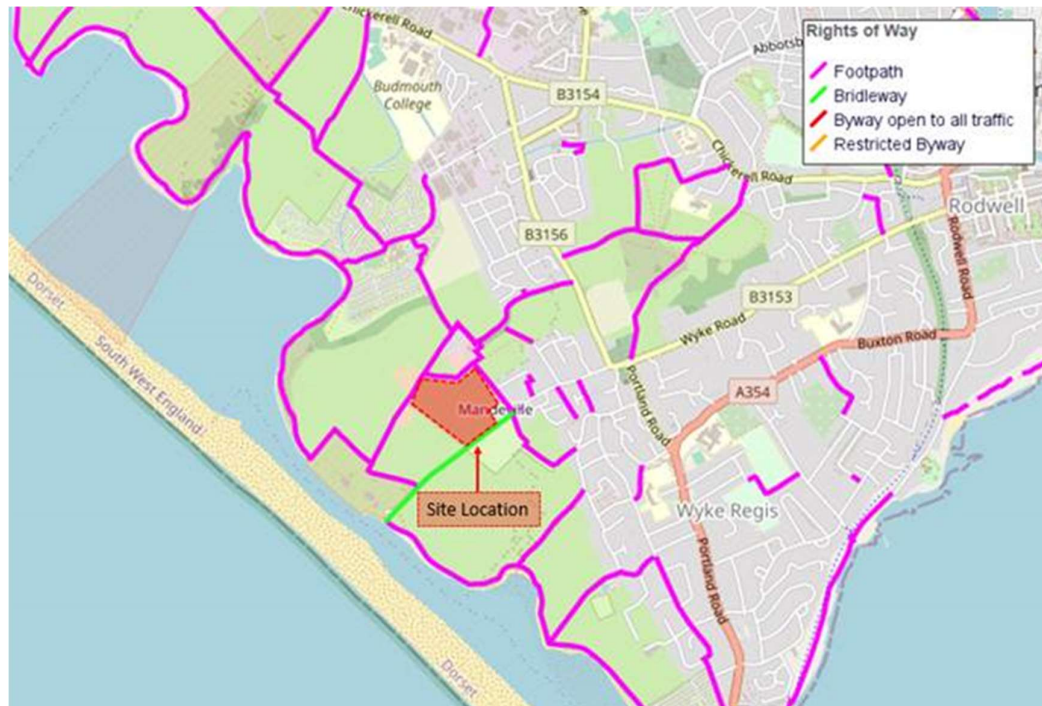 Chickerell Road
Abbotsb
Rights of Way
Footpath
Bridleway
Byway open to all traffic
Restricted Byway
Budmouth
College
B3154
Chickerell Road
Rodwell
B3156
Rodwell Road
Dorset
B3153
Wyke Road
Buxton Road
South West England
Portland Road
A354
Site Location
Wyke Regis
Portland Road
Dorset